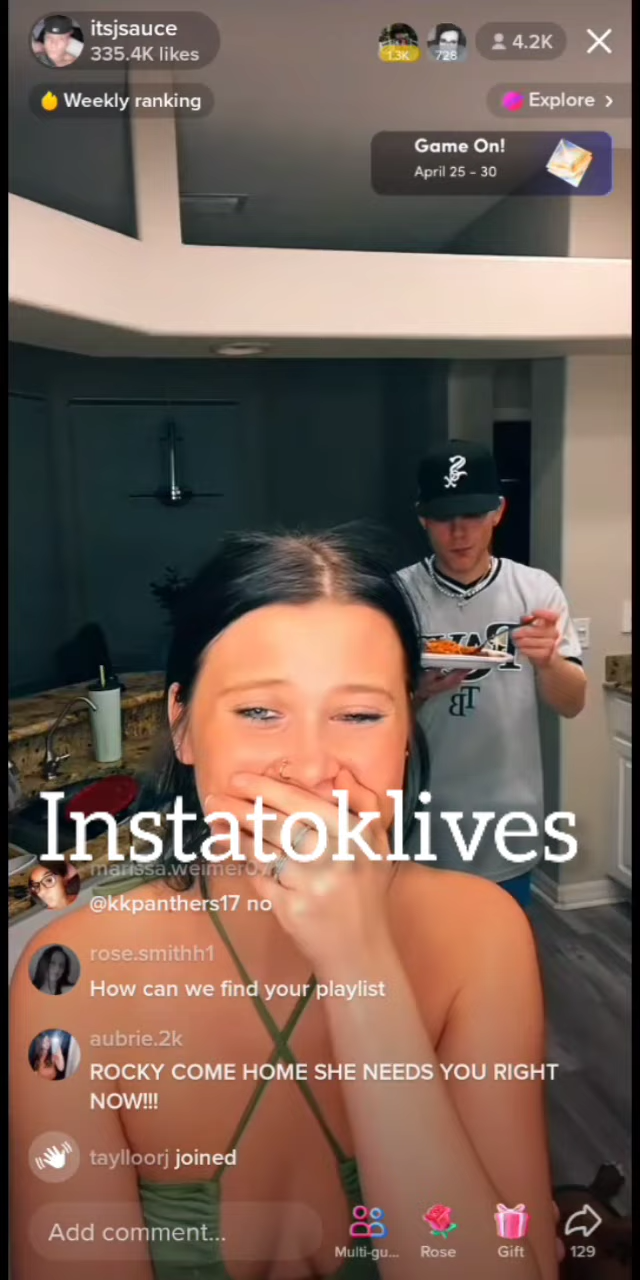 itsjsauce
335.4K likes
1.3K
728
4.2K
Weekly ranking
Explore >
Game On!
April 25 - 30
Instatoklives
@kkpanthers17 no
rose.smithh1
How can we find your playlist
aubrie.2k
ROCKY COME HOME SHE NEEDS YOU RIGHT
NOW!!!
taylloorj joined
Add comment...
Multi-gu...
Rose
Gift
129